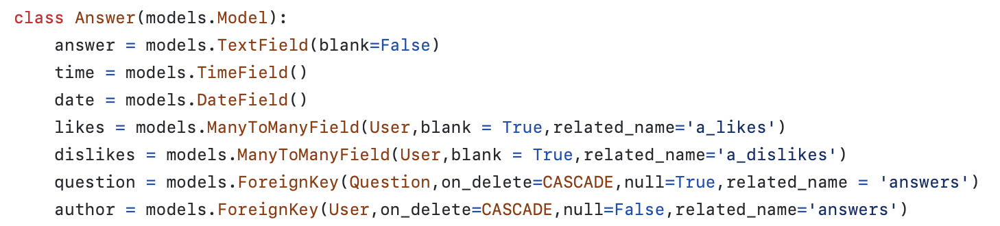 class Answer(models.Model):
    answer = models.TextField(blank=False)
    time = models.TimeField()
    date = models.DateField()
    likes = models.ManyToManyField(User,blank = True,related_name='a_likes')
    dislikes = models.ManyToManyField(User,blank = True,related_name='a_dislikes')
    question = models.ForeignKey(Question,on_delete=CASCADE,null=True,related_name = 'answers')
    author = models.ForeignKey(User,on_delete=CASCADE,null=False,related_name='answers')